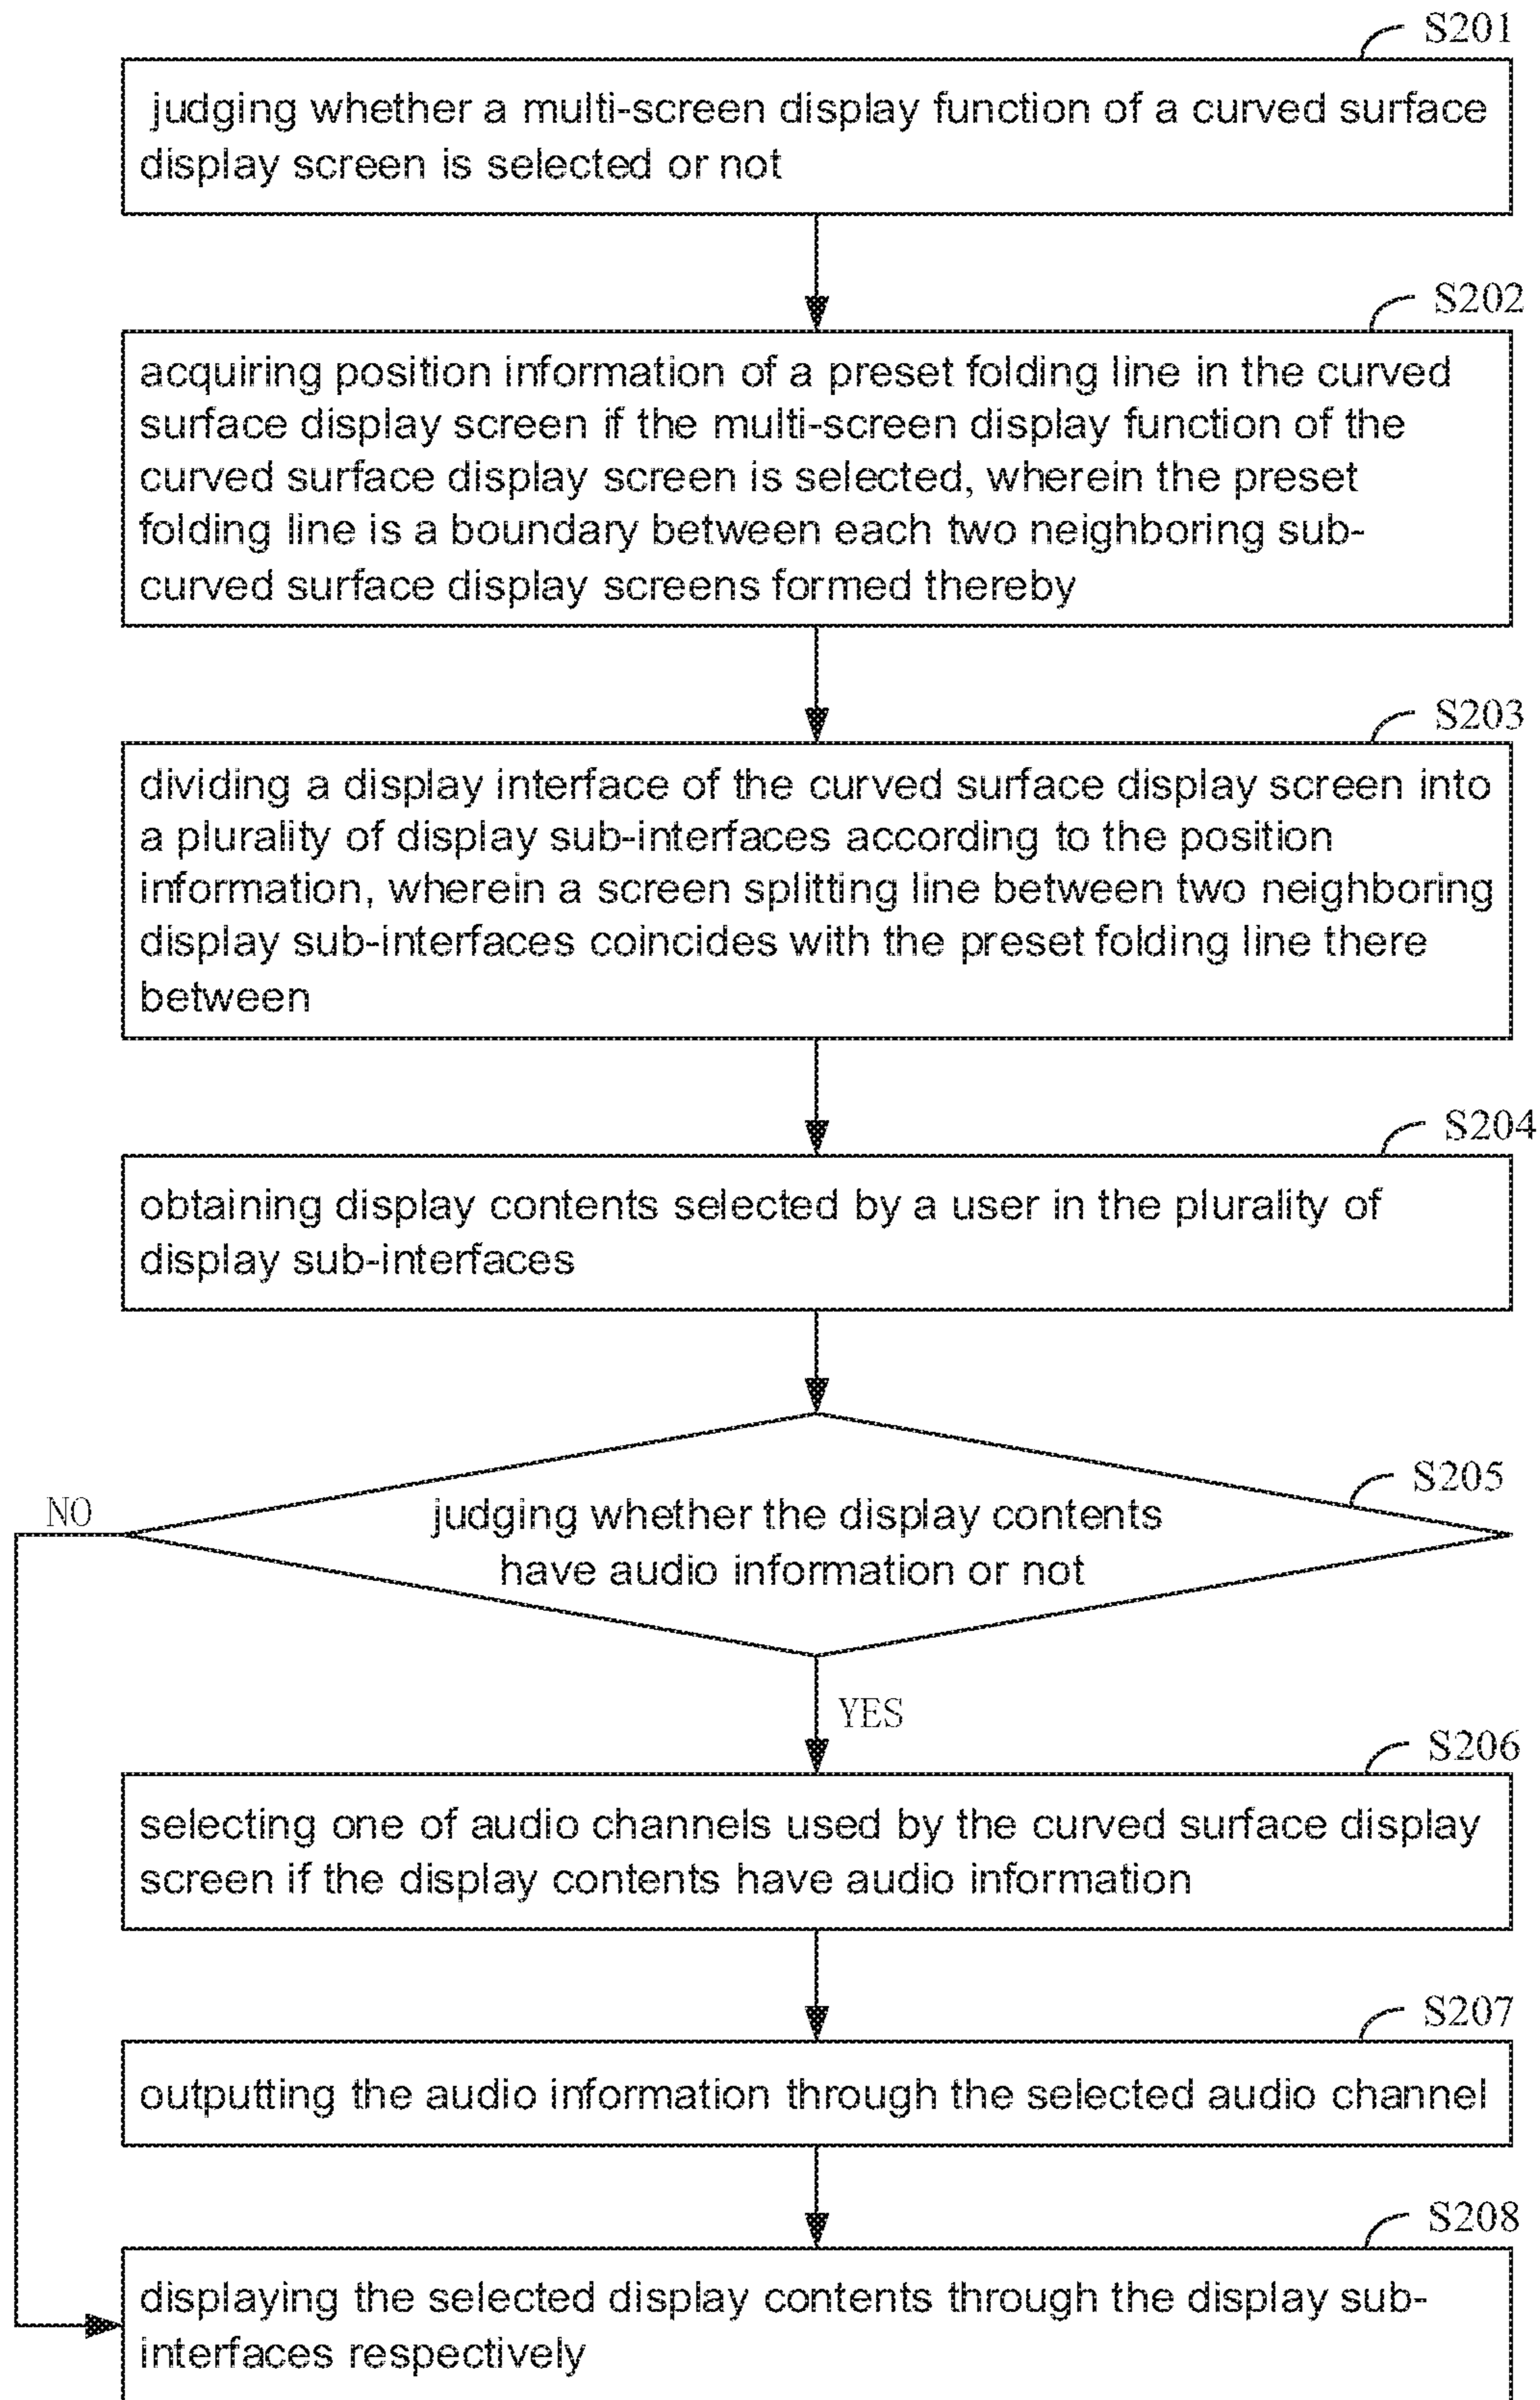 S201
judging whether a multi-screen display function of a curved surface
display screen is selected or not
S202
acquiring position information of a preset folding line in the curved
surface display screen if the multi-screen display function of the
curved surface display screen is selected, wherein the preset
folding line is a boundary between each two neighboring sub-
curved surface display screens formed thereby
S203
dividing a display interface of the curved surface display screen into
a plurality of display sub-interfaces according to the position
information, wherein a screen splitting line between two neighboring
display sub-interfaces coincides with the preset folding line there
between
S204
obtaining display contents selected by a user in the plurality of
display sub-interfaces
S205
NO
judging whether the display contents
have audio information or not
YES
S206
selecting one of audio channels used by the curved surface display
screen if the display contents have audio information
S207
outputting the audio information through the selected audio channel
S208
displaying the selected display contents through the display sub-
interfaces respectively